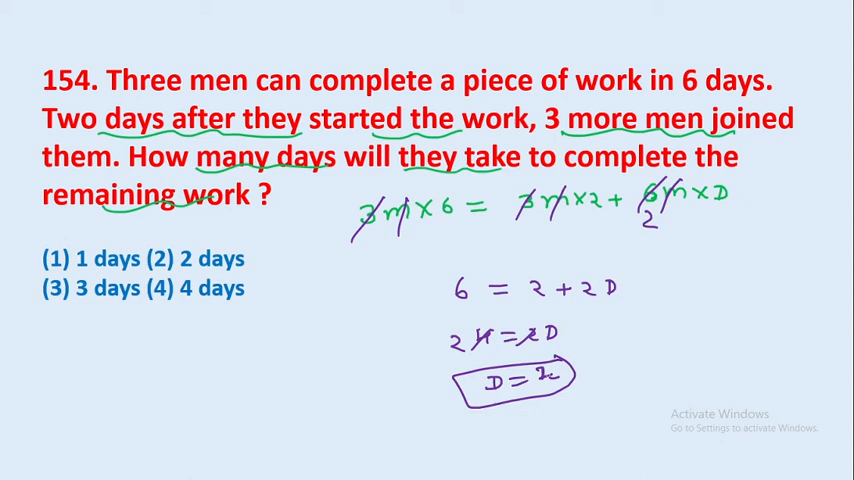 154. Three men can complete a piece of work in 6 days.
Two days after they started the work, 3 more men joined
them. How many days will they take to complete the
remaining work ?
3m × 6 = 3m × 2 + 6m × D
2
(1) 1 days (2) 2 days
(3) 3 days (4) 4 days
6 = 2 + 2D
2 4 = 2D
D = 2
Activate Windows
Go to Settings to activate Windows.